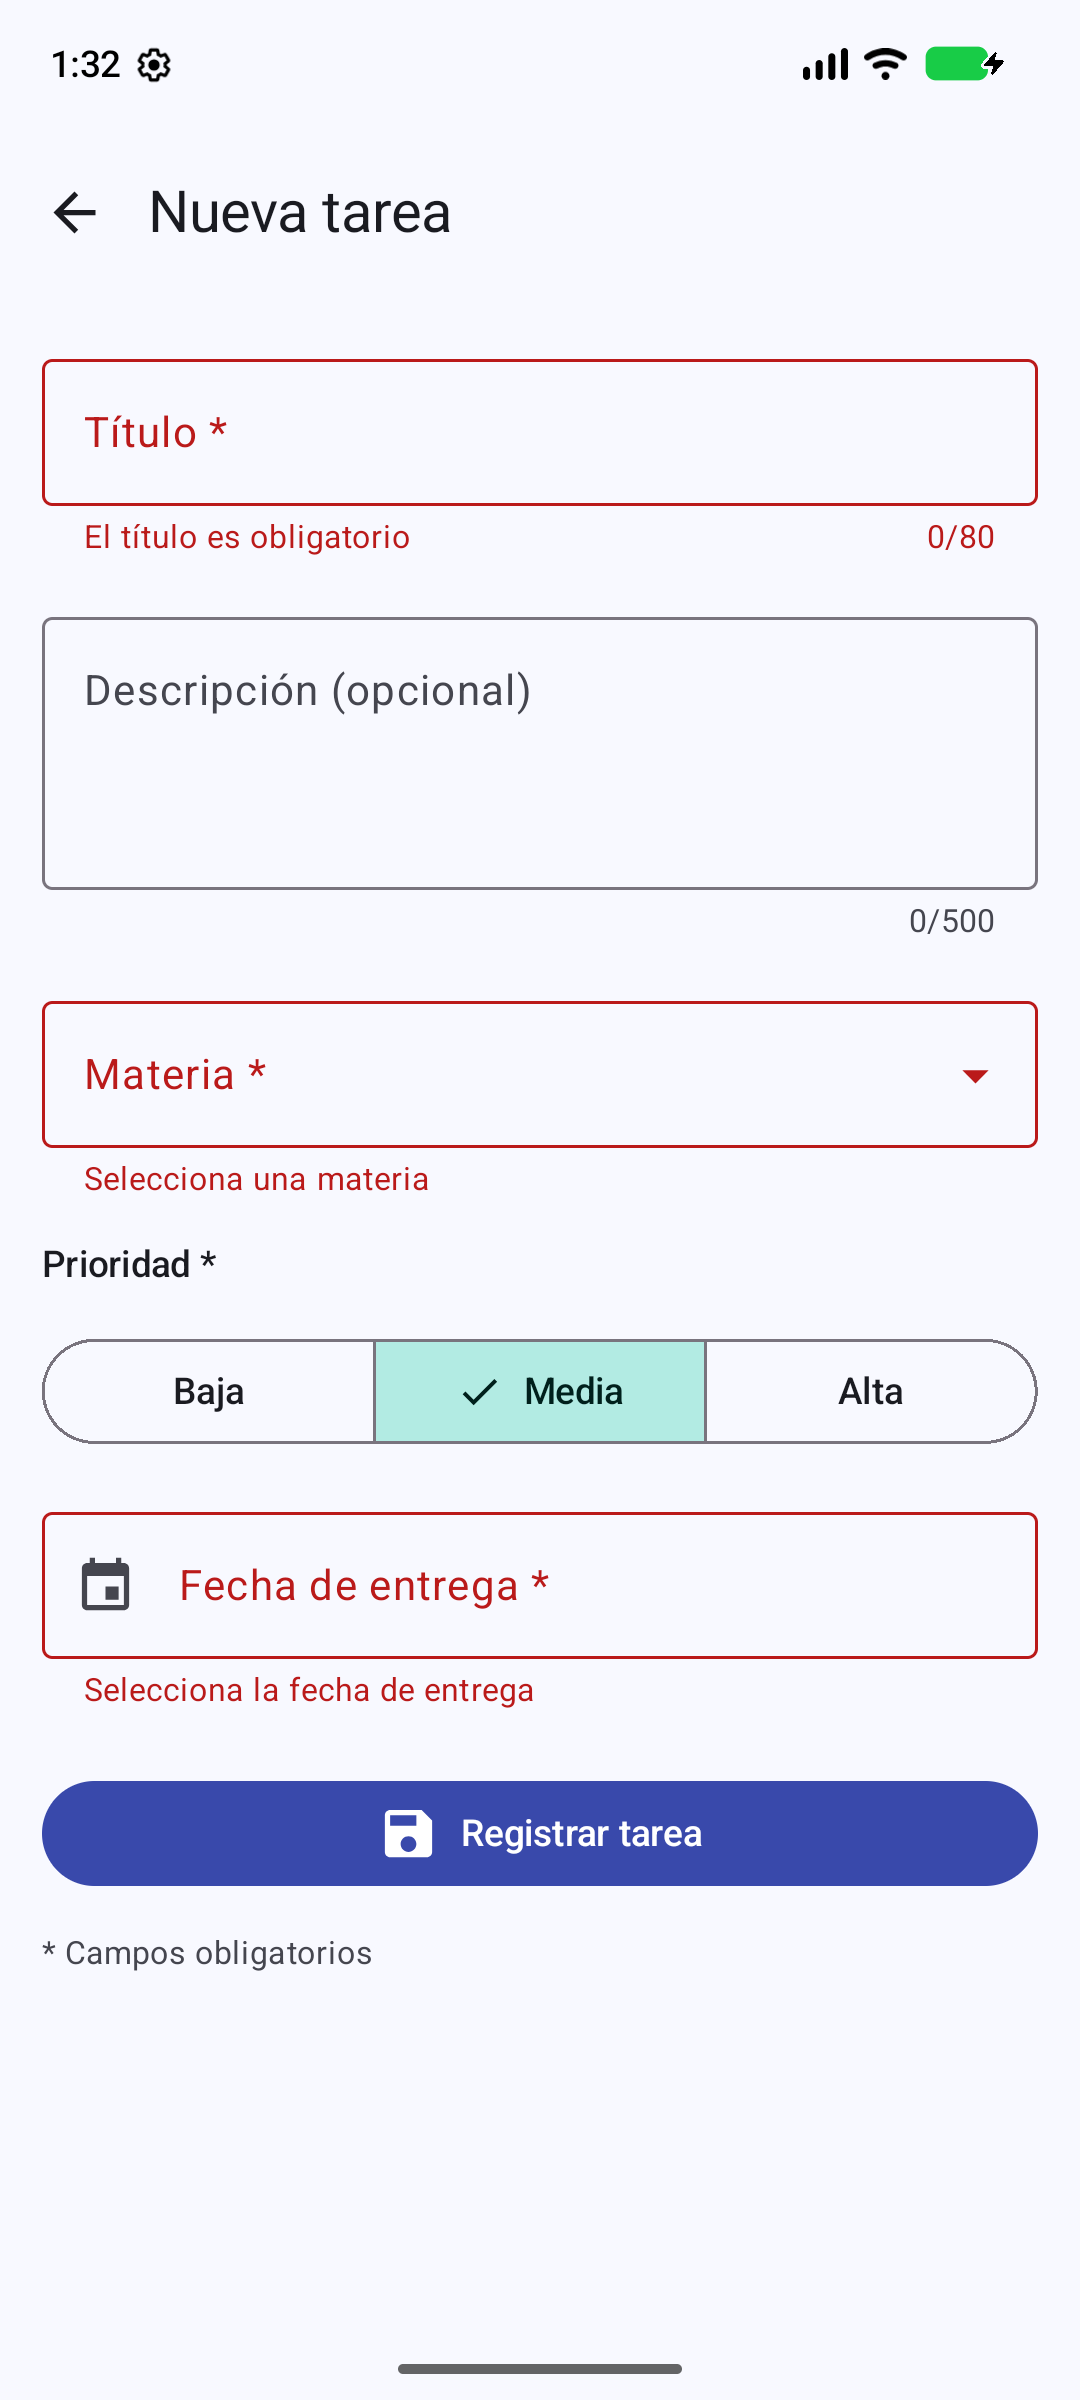 1:32
Nueva tarea
Título *
El título es obligatorio 0/80
Descripción (opcional)
0/500
Materia *
Selecciona una materia
Prioridad *
Baja Media Alta
Fecha de entrega *
Selecciona la fecha de entrega
Registrar tarea
* Campos obligatorios